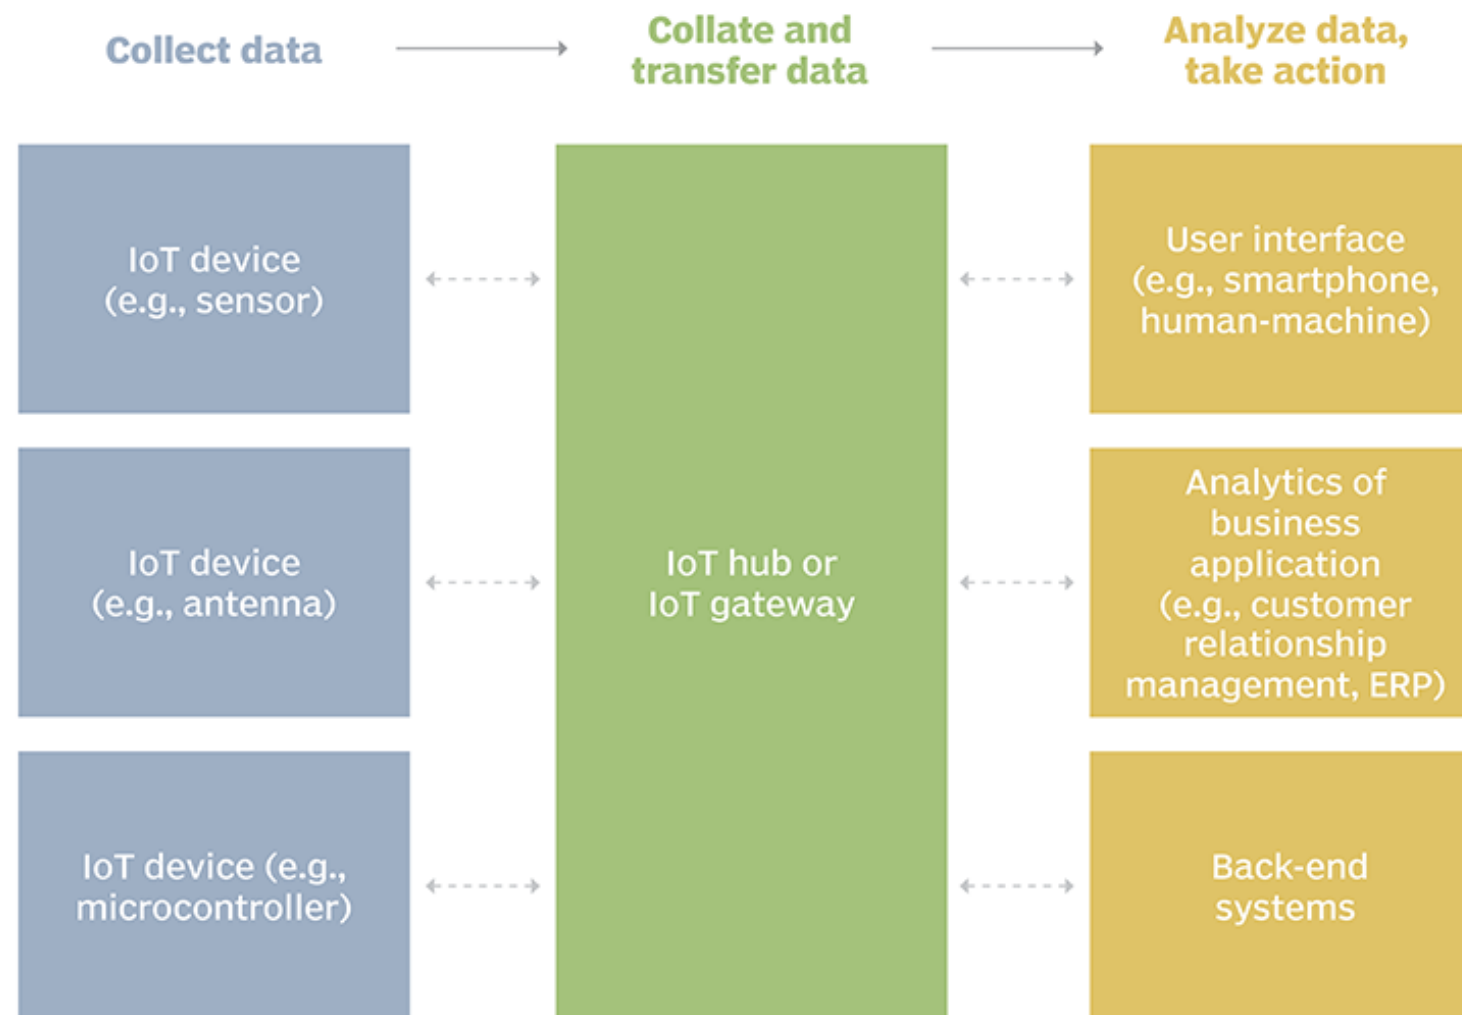 Collect data
Collate and
transfer data
Analyze data,
take action
IoT device
(e.g., sensor)
User interface
(e.g., smartphone,
human-machine)
IoT device
(e.g., antenna)
IoT hub or
IoT gateway
Analytics of
business
application
(e.g., customer
relationship
management, ERP)
IoT device (e.g.,
microcontroller)
Back-end
systems